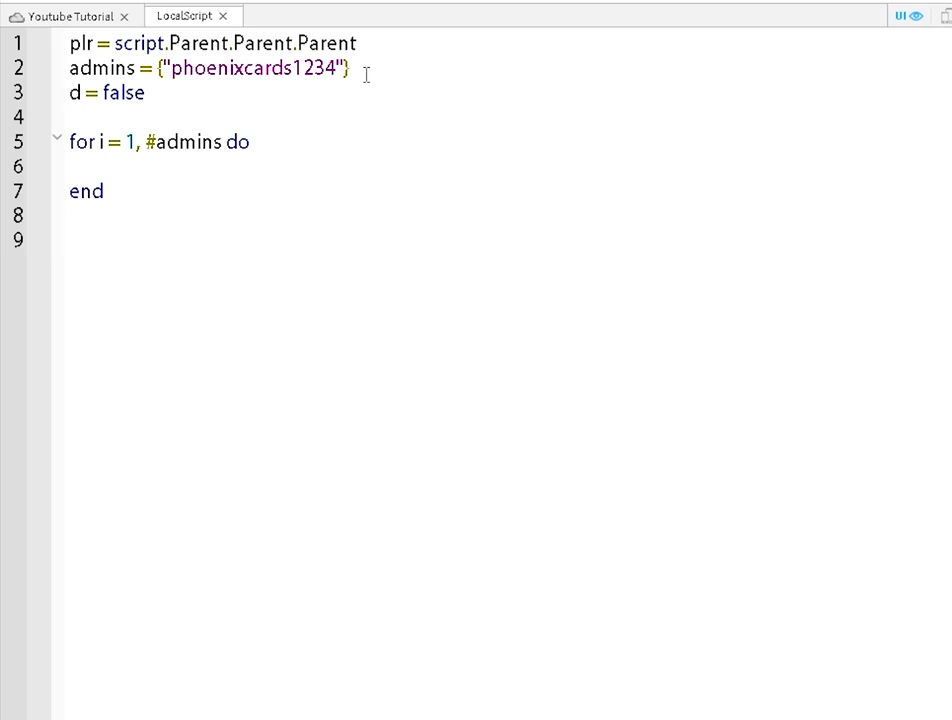 Youtube Tutorial
LocalScript
UI
1 plr = script.Parent.Parent.Parent
2 admins = {"phoenixcards1234"}
3 d = false
4
5 for i = 1, #admins do
6
7 end
8
9